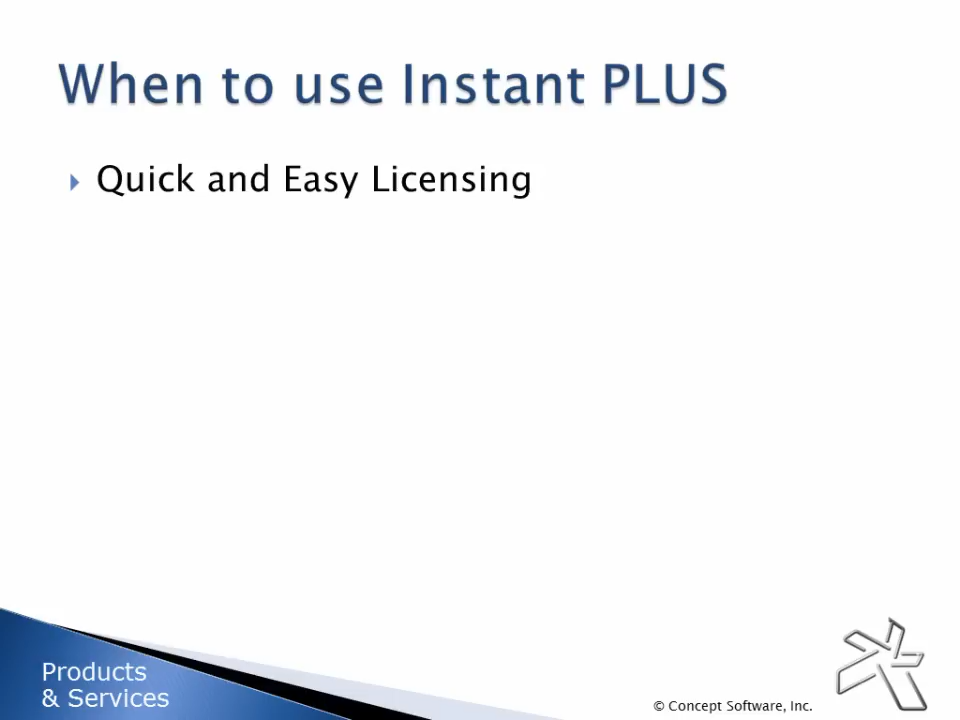 When to use Instant PLUS
Quick and Easy Licensing
Products
& Services
© Concept Software, Inc.